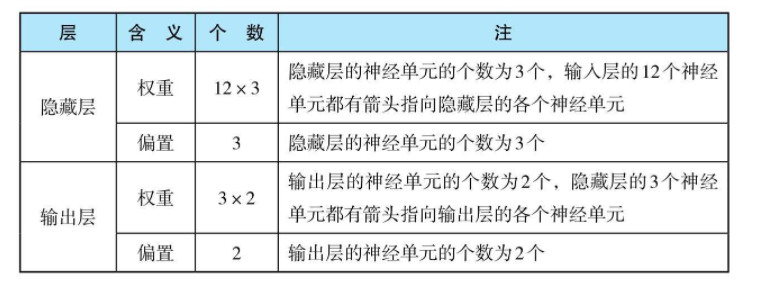 层 含 义 个 数 注
隐藏层 权重 12×3 隐藏层的神经单元的个数为3个，输入层的12个神经
单元都有箭头指向隐藏层的各个神经单元
偏置 3 隐藏层的神经单元的个数为3个
输出层 权重 3×2 输出层的神经单元的个数为2个，隐藏层的3个神经
单元都有箭头指向输出层的各个神经单元
偏置 2 输出层的神经单元的个数为2个